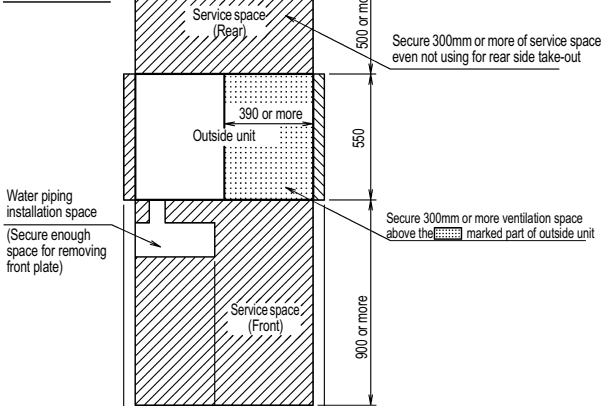 Service space
(Rear)
500 or mo
Secure 300mm or more of service space
even not using for rear side take-out
390 or more
Outside unit
550
Water piping
installation space
(Secure enough
space for removing
front plate)
Secure 300mm or more ventilation space
above the marked part of outside unit
Service space
(Front)
900 or more